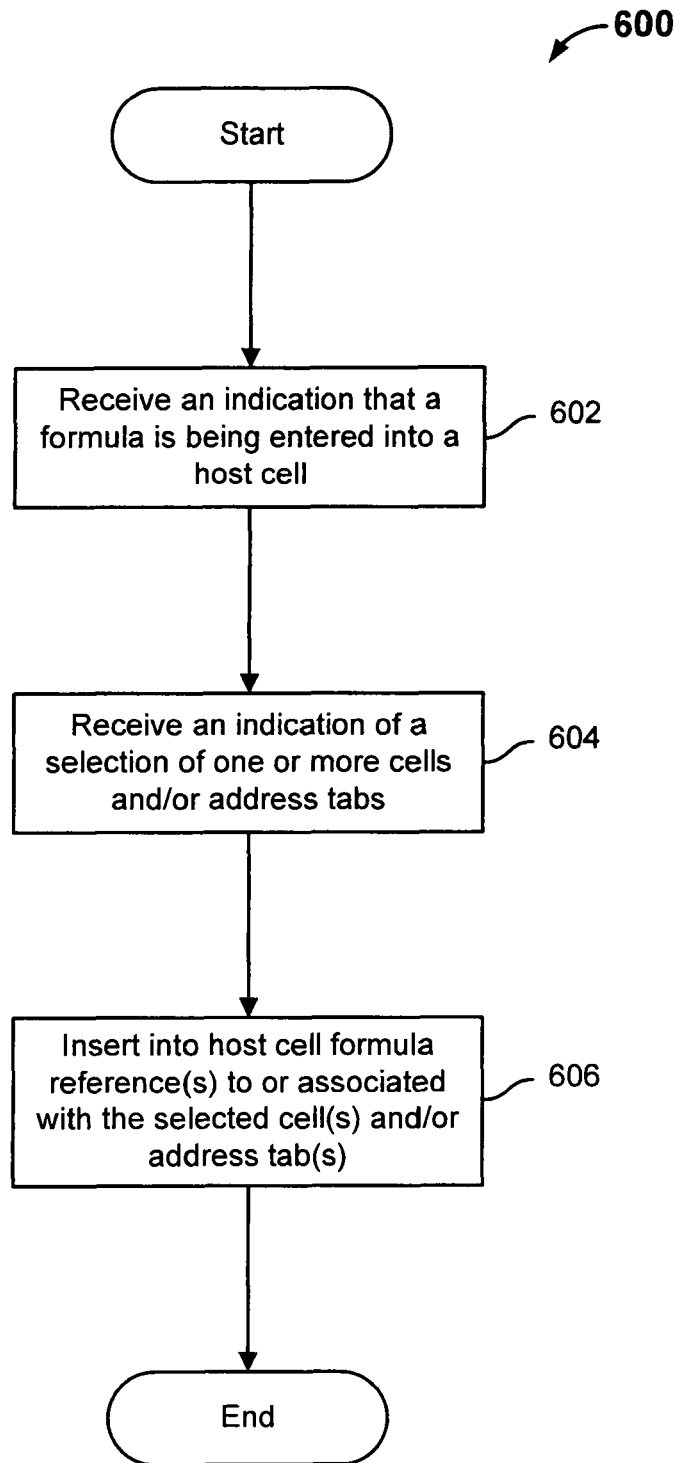 600
Start
Receive an indication that a
formula is being entered into a
host cell
602
Receive an indication of a
selection of one or more cells
and/or address tabs
604
Insert into host cell formula
reference(s) to or associated
with the selected cell(s) and/or
address tab(s)
606
End